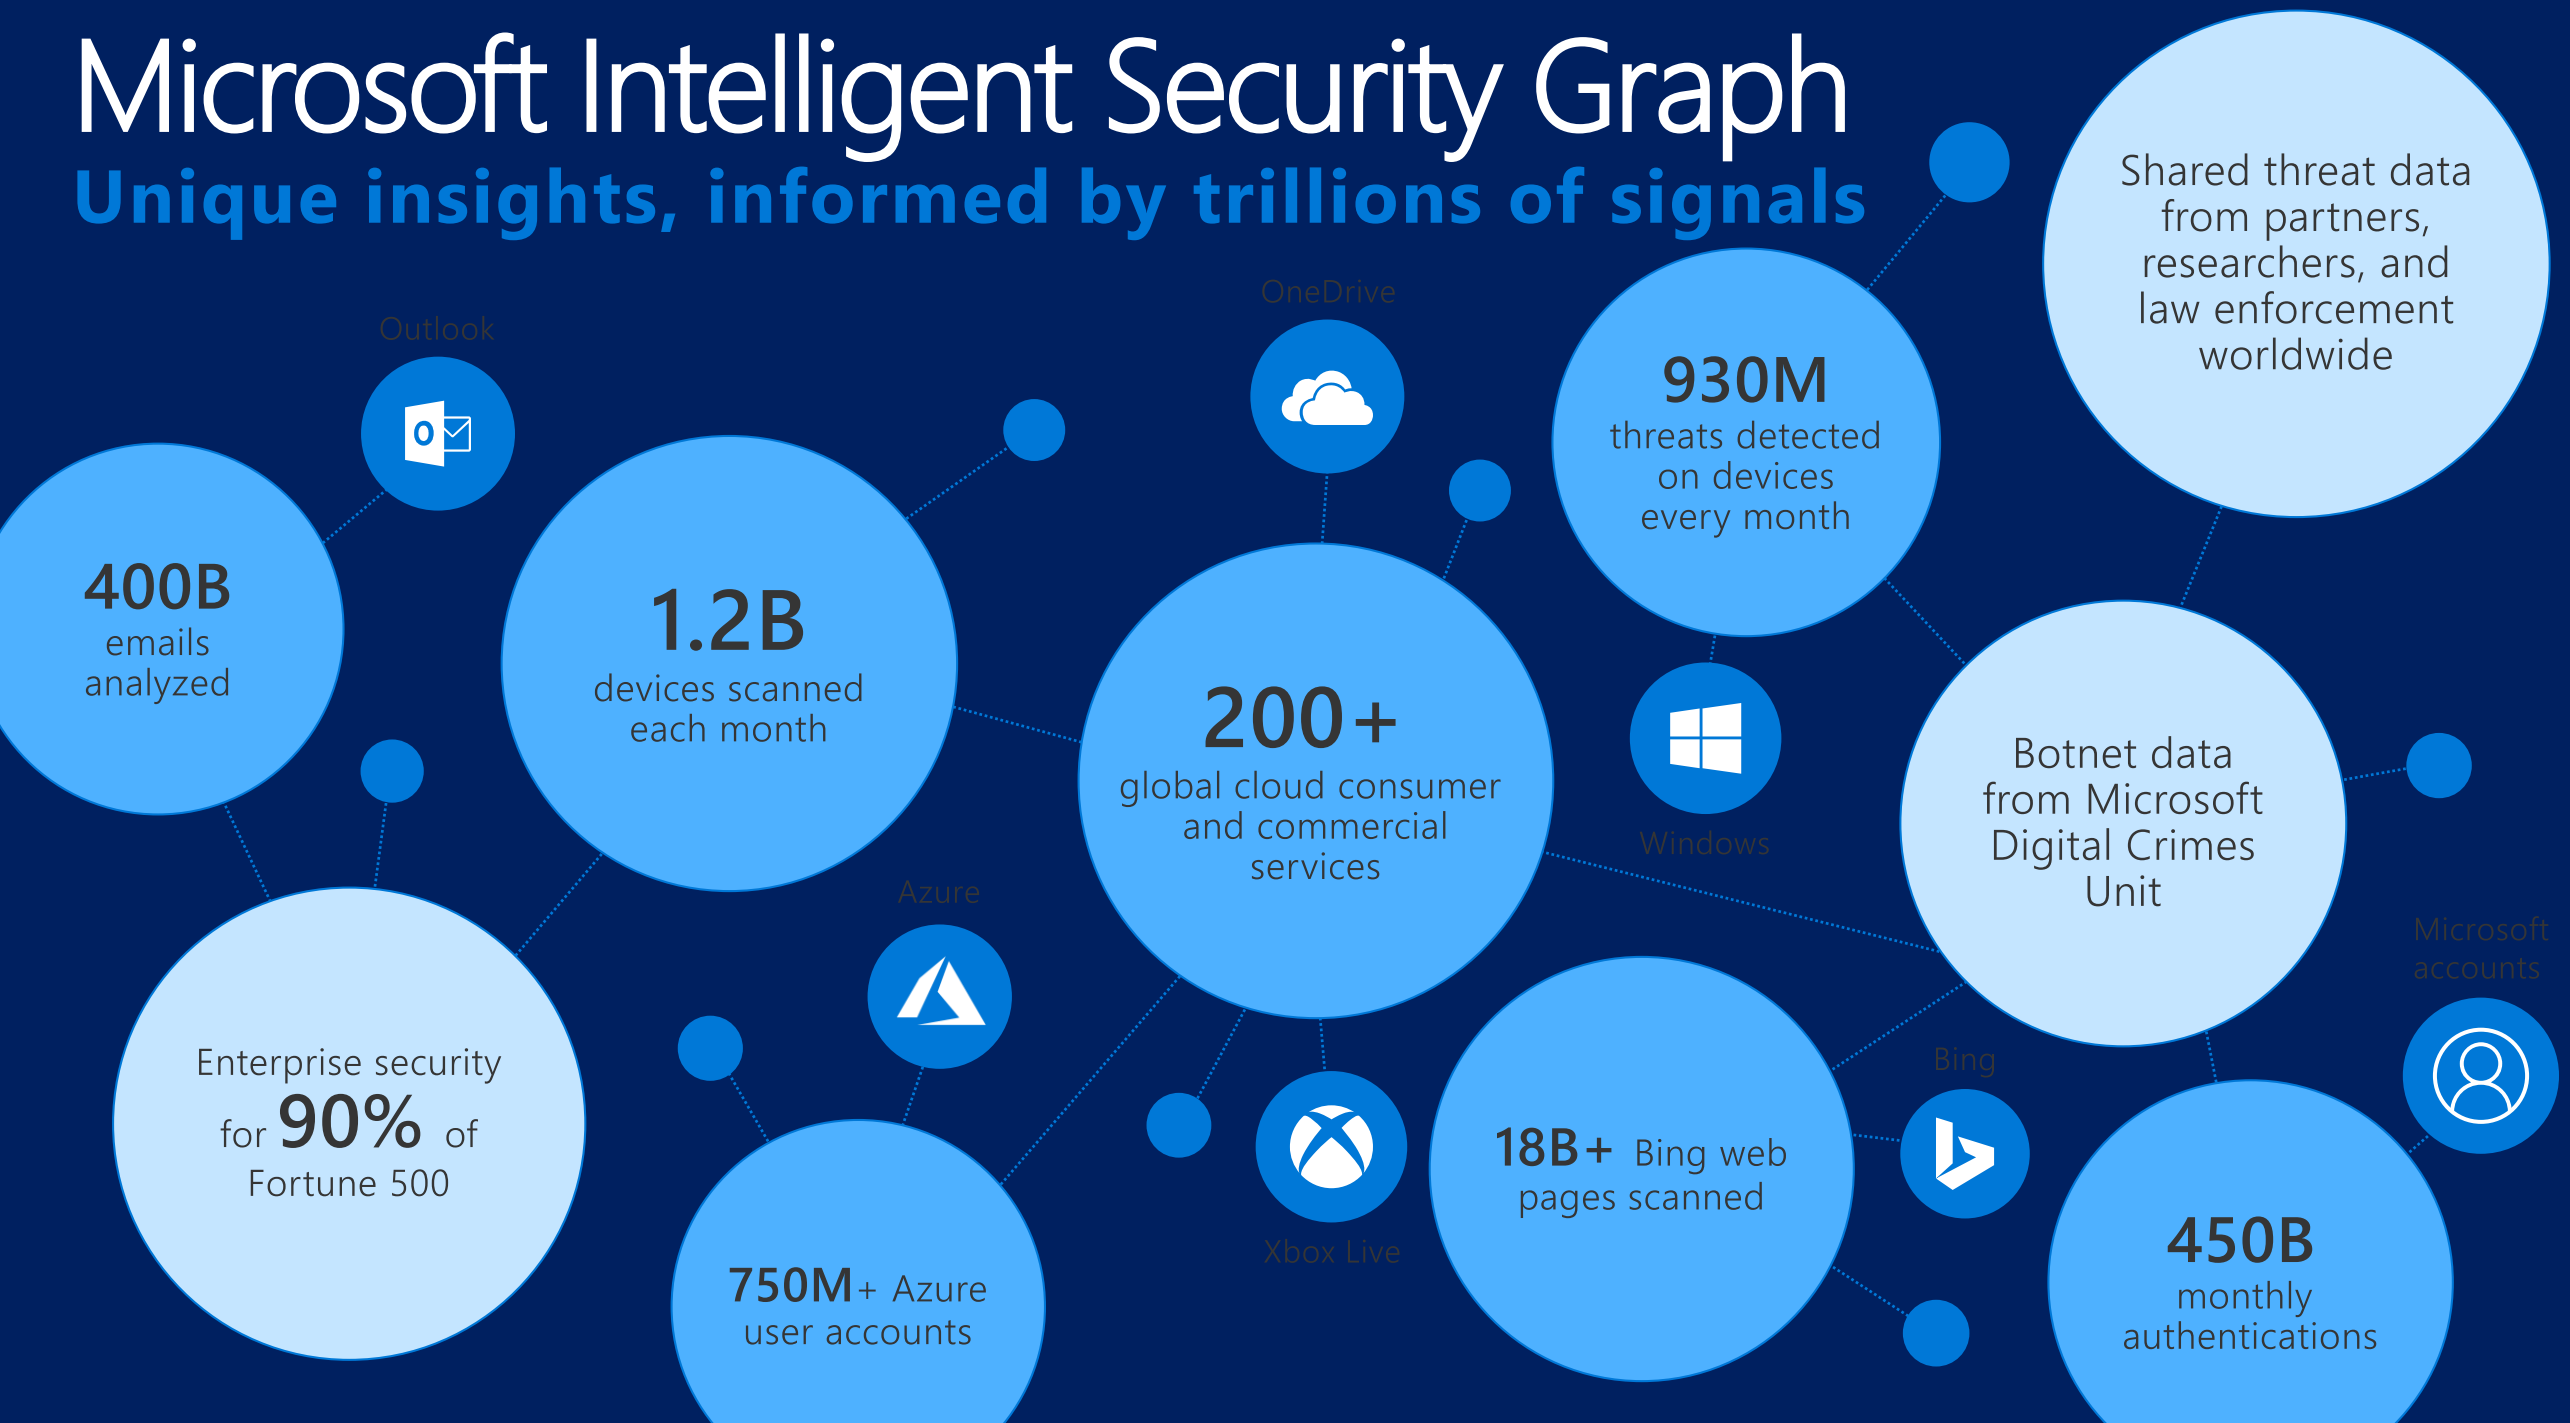 Microsoft Intelligent Security Graph
Unique insights, informed by trillions of signals
Shared threat data
from partners,
researchers, and
law enforcement
worldwide
OneDrive
Outlook
930M
threats detected
on devices
every month
400B
emails
analyzed
1.2B
devices scanned
each month
200+
global cloud consumer
and commercial
services
Windows
Botnet data
from Microsoft
Digital Crimes
Unit
Azure
Microsoft
accounts
Enterprise security
for 90% of
Fortune 500
Bing
18B+ Bing web
pages scanned
Xbox Live
750M+ Azure
user accounts
450B
monthly
authentications